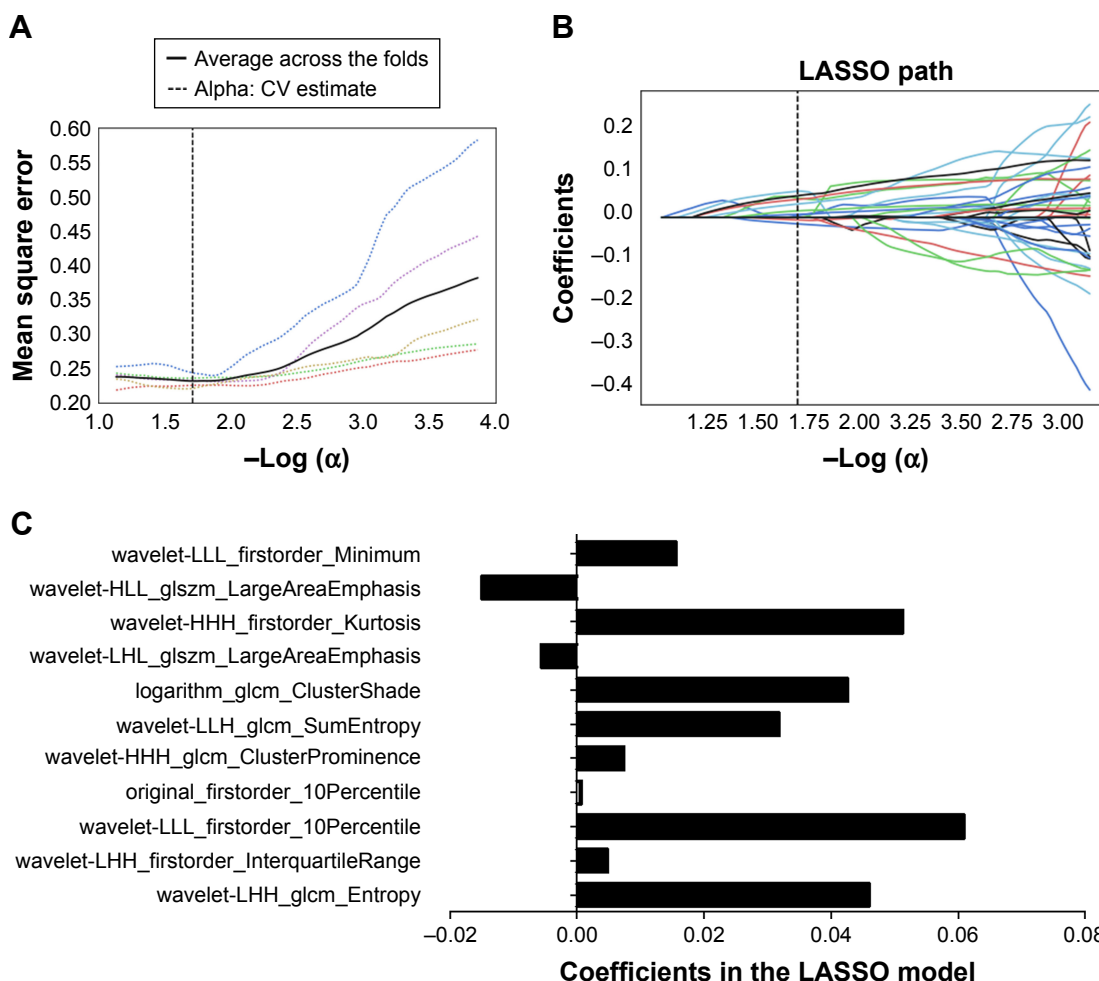 A
Average across the folds
Alpha: CV estimate
0.60
0.55
0.50
0.45
0.40
0.35
0.30
0.25
0.20
Mean square error
1.0 1.5 2.0 2.5 3.0 3.5 4.0
–Log (α)
B
LASSO path
0.2
0.1
0.0
–0.1
–0.2
–0.3
–0.4
Coefficients
1.25 1.50 1.75 2.00 3.25 3.50 2.75 3.00
–Log (α)
C
wavelet-LLL_firstorder_Minimum
wavelet-HLL_glszm_LargeAreaEmphasis
wavelet-HHH_firstorder_Kurtosis
wavelet-LHL_glszm_LargeAreaEmphasis
logarithm_glcm_ClusterShade
wavelet-LLH_glcm_SumEntropy
wavelet-HHH_glcm_ClusterProminence
original_firstorder_10Percentile
wavelet-LLL_firstorder_10Percentile
wavelet-LHH_firstorder_InterquartileRange
wavelet-LHH_glcm_Entropy
–0.02 0.00 0.02 0.04 0.06 0.08
Coefficients in the LASSO model